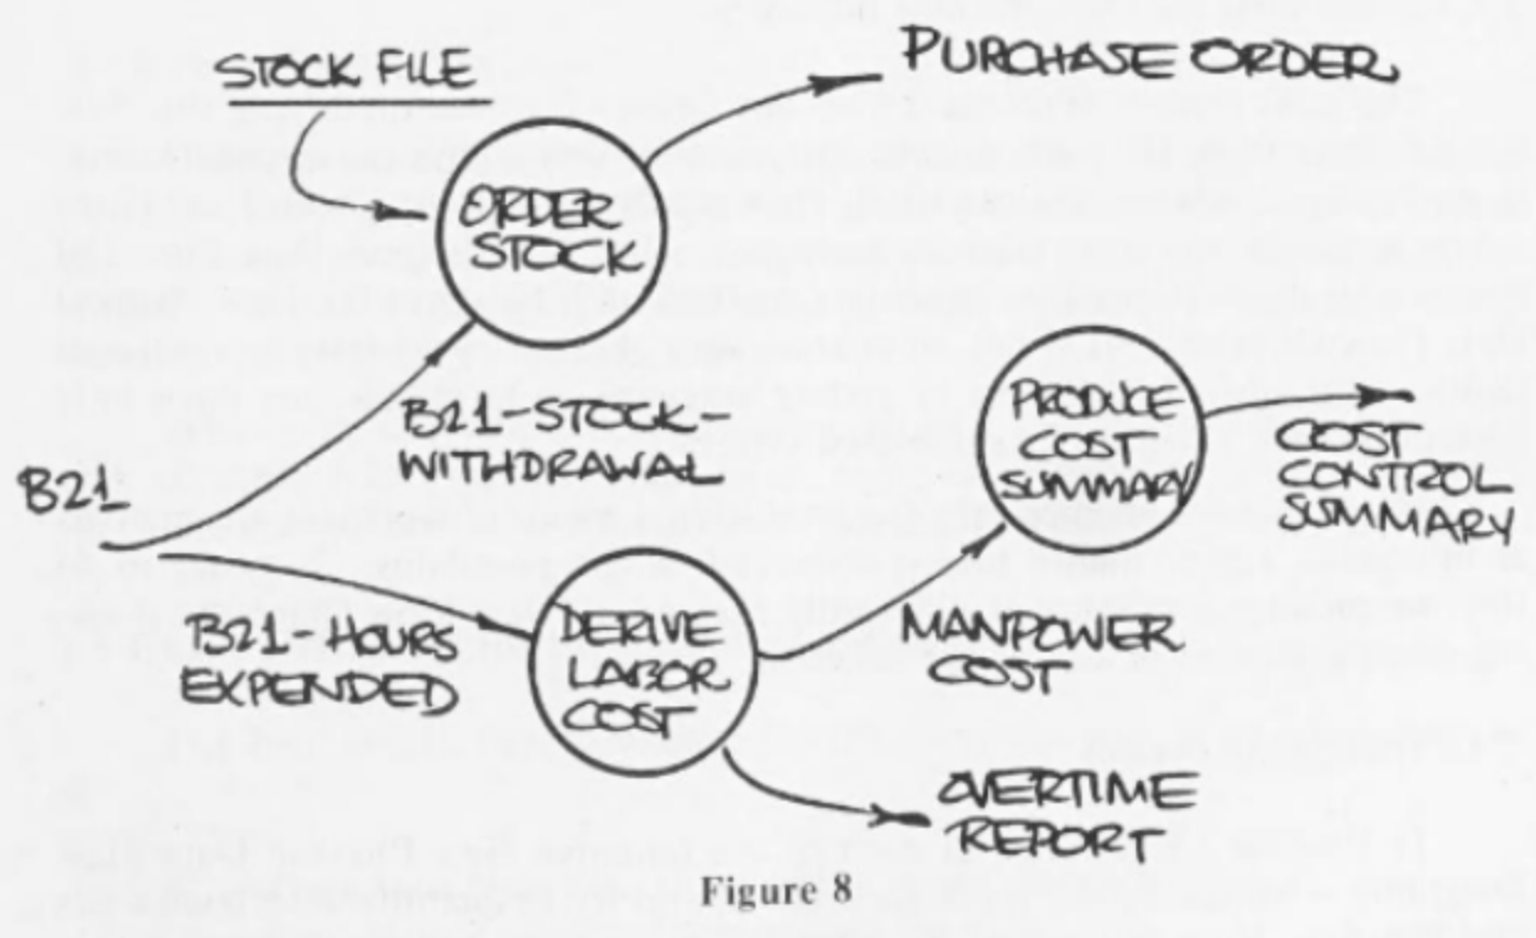 STOCK FILE
PURCHASE ORDER
ORDER
STOCK
B21-STOCK-
WITHDRAWAL
B21
PRODUCE
COST
SUMMARY
COST
CONTROL
SUMMARY
B21-HOURS
EXPENDED
DERIVE
LABOR
COST
MANPOWER
COST
OVERTIME
REPORT
Figure 8